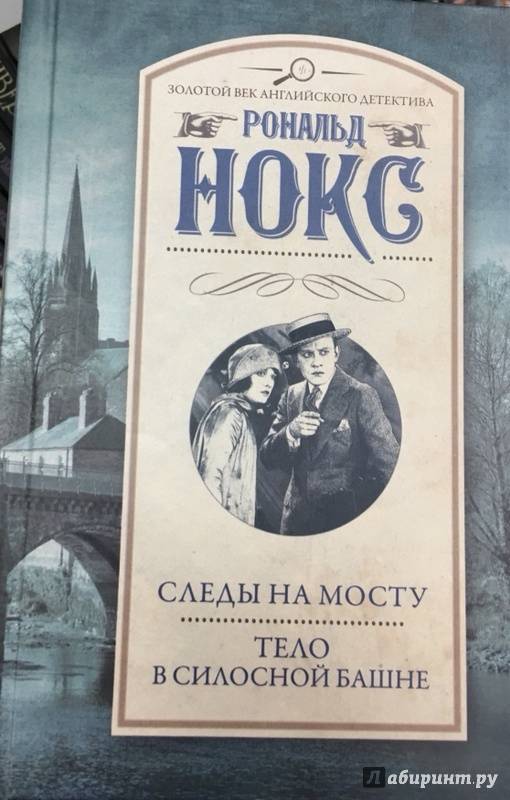 ЗОЛОТОЙ ВЕК АНГЛИЙСКОГО ДЕТЕКТИВА
РОНАЛЬД
НОКС
СЛЕДЫ НА МОСТУ
ТЕЛО
В СИЛОСНОЙ БАШНЕ
Лабиринт.ру